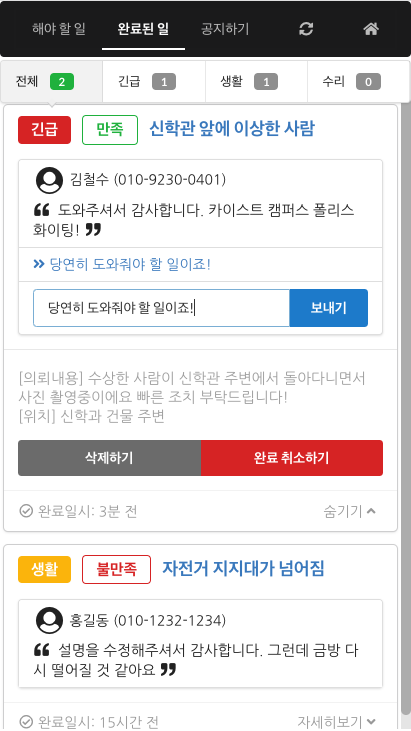 해야 할 일 완료된 일 공지하기
전체 2 긴급 1 생활 1 수리 0
긴급 만족 신학관 앞에 이상한 사람
김철수 (010-9230-0401)
도와주셔서 감사합니다. 카이스트 캠퍼스 폴리스
화이팅!
당연히 도와줘야 할 일이죠!
당연히 도와줘야 할 일이죠! 보내기
[의뢰내용] 수상한 사람이 신학관 주변에서 돌아다니면서
사진 촬영중이에요 빠른 조치 부탁드립니다!
[위치] 신학과 건물 주변
삭제하기 완료 취소하기
완료일시: 3분 전 숨기기
생활 불만족 자전거 지지대가 넘어짐
홍길동 (010-1232-1234)
설명을 수정해주셔서 감사합니다. 그런데 금방 다
시 떨어질 것 같아요
완료일시: 15시간 전 자세히보기